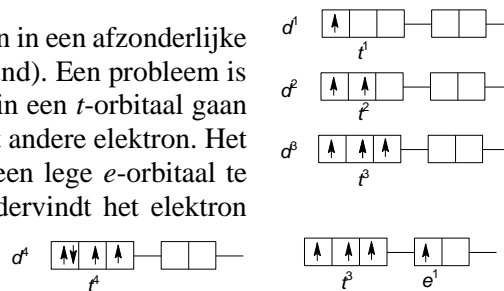 n in een afzonderlijke
and). Een probleem is
in een t-orbitaal gaan
t andere elektron. Het
een lege e-orbitaal te
dervindt het elektron
d¹
t¹
d²
t²
d³
t³
d⁴
t⁴
t³ e¹